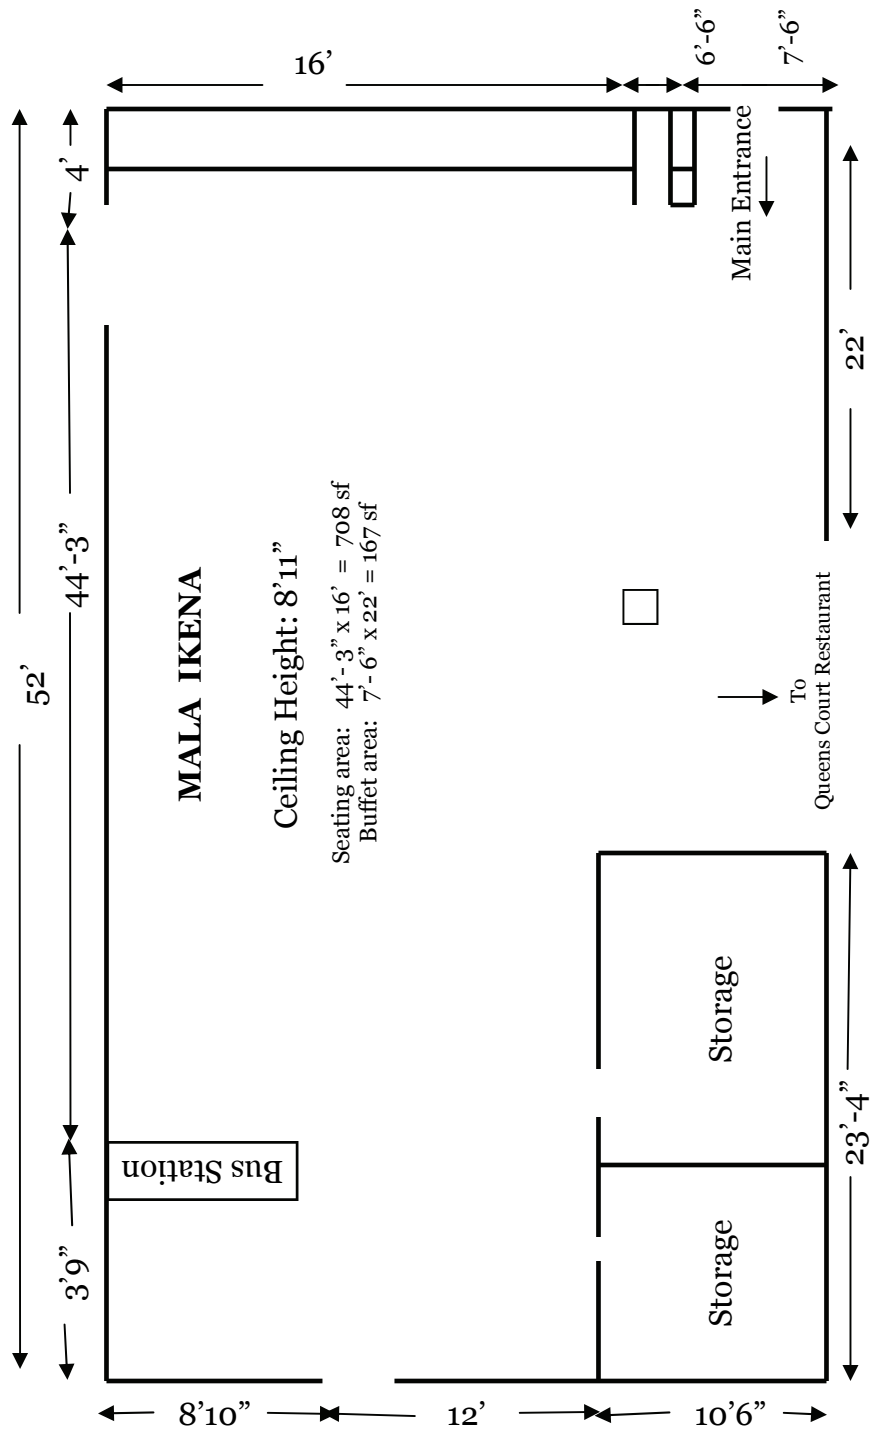 52’
4’
44’-3”
3’9”
16’
6’-6”
7’-6”
Main Entrance
22’
MALA IKENA
Ceiling Height: 8’11”
Seating area: 44’- 3” x 16’ = 708 sf
Buffet area: 7’- 6” x 22’ = 167 sf
To
Queens Court Restaurant
Bus Station
Storage
Storage
23’-4”
8’10”
12’
10’6”